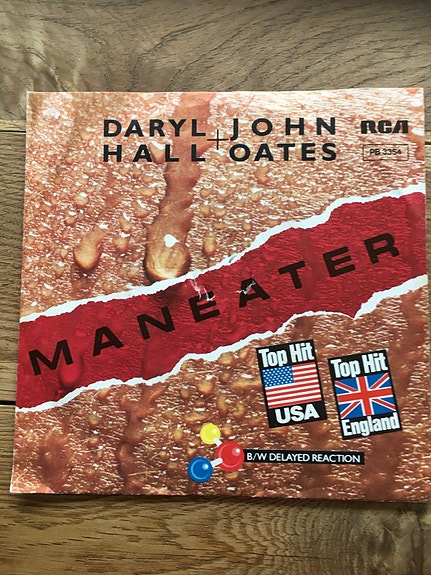 DARYL + JOHN
HALL OATES
RCA
PB 3354
MANEATER
Top Hit
USA
Top Hit
England
B/W DELAYED REACTION